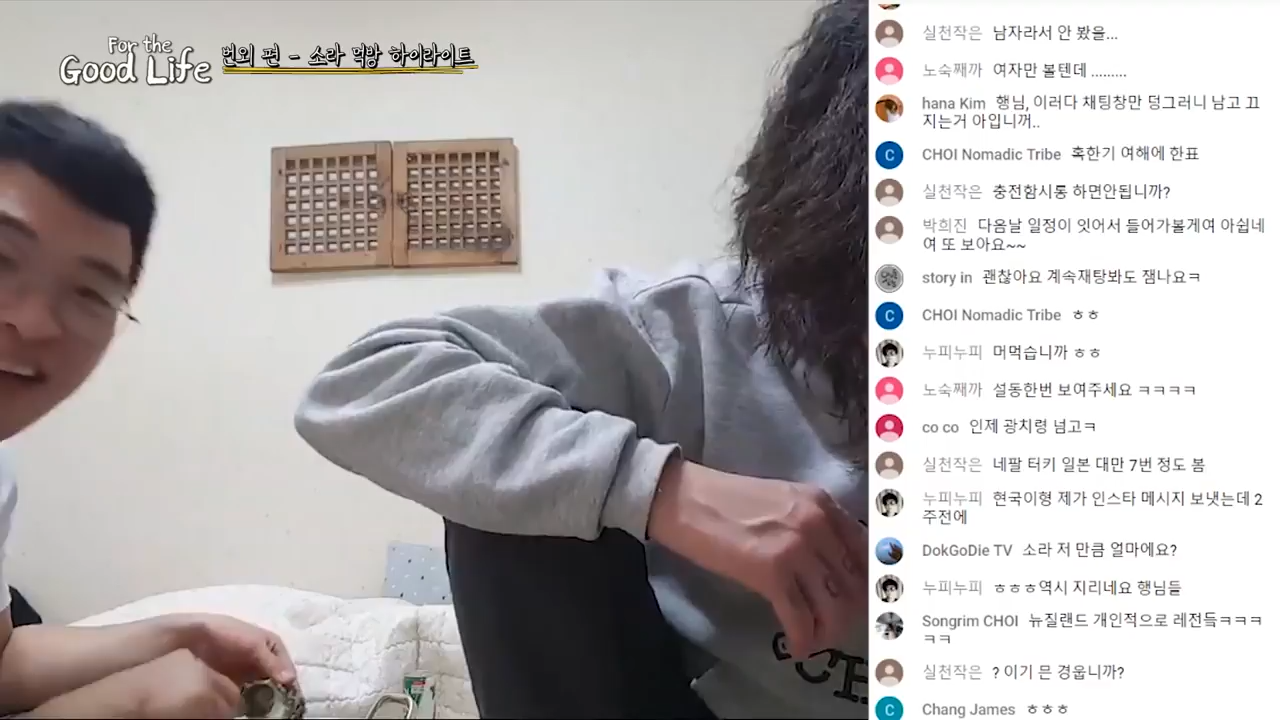 For the
Good Life
번외 편 - 소라 먹방 하이라이트
실천작은 남자라서 안 봤을...
노숙째까 여자만 볼텐데 .........
hana Kim 행님, 이러다 채팅창만 덩그러니 남고 끄
지는거 아입니꺼..
C CHOI Nomadic Tribe 혹한기 여해에 한표
실천작은 충전함시롱 하면안됩니까?
박희진 다음날 일정이 잇어서 들어가볼게여 아쉽네
여 또 보아요~~
story in 괜찮아요 계속재탕봐도 잼나요ㅋ
C CHOI Nomadic Tribe ㅎㅎ
누피누피 머먹습니까 ㅎㅎ
노숙째까 설동한번 보여주세요 ㅋㅋㅋㅋ
co co 인제 광치령 넘고ㅋ
실천작은 네팔 터키 일본 대만 7번 정도 봄
누피누피 현국이형 제가 인스타 메시지 보냇는데 2
주전에
DokGoDie TV 소라 저 만큼 얼마에요?
누피누피 ㅎㅎㅎ역시 지리네요 행님들
Songrim CHOI 뉴질랜드 개인적으로 레전득ㅋㅋㅋ
ㅋㅋ
실천작은 ? 이기 믄 경웁니까?
C Chang James ㅎㅎㅎ